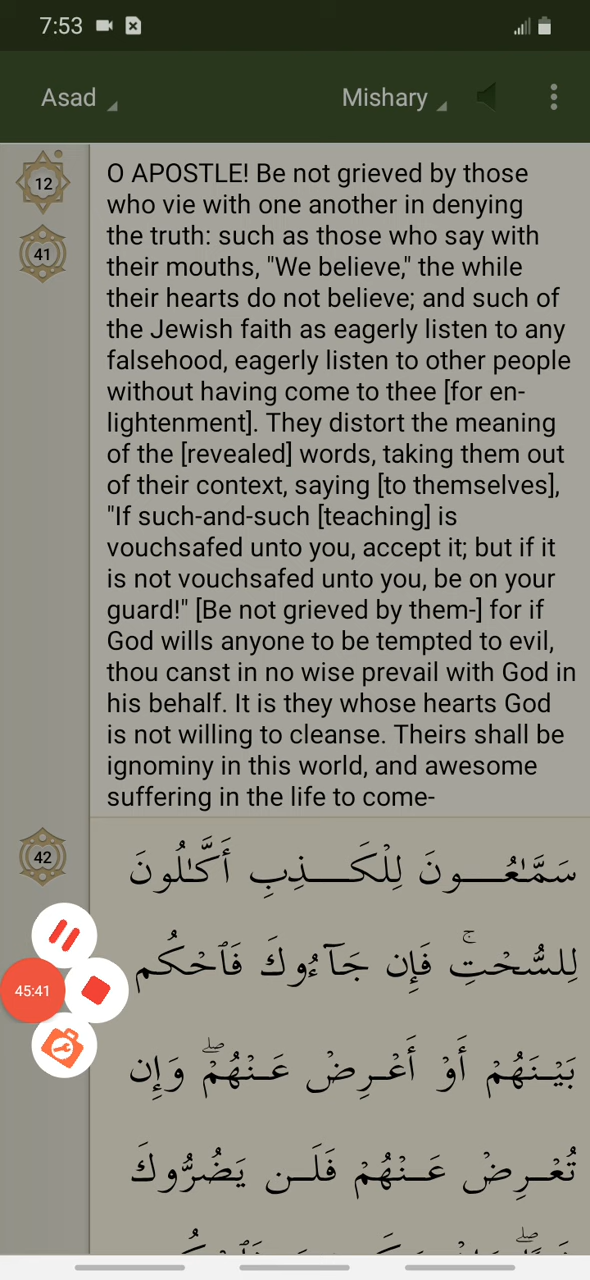 7:53
Asad
Mishary
12
O APOSTLE! Be not grieved by those
who vie with one another in denying
41
the truth: such as those who say with
their mouths, "We believe," the while
their hearts do not believe; and such of
the Jewish faith as eagerly listen to any
falsehood, eagerly listen to other people
without having come to thee [for en-
lightenment]. They distort the meaning
of the [revealed] words, taking them out
of their context, saying [to themselves],
"If such-and-such [teaching] is
vouchsafed unto you, accept it; but if it
is not vouchsafed unto you, be on your
guard!" [Be not grieved by them-] for if
God wills anyone to be tempted to evil,
thou canst in no wise prevail with God in
his behalf. It is they whose hearts God
is not willing to cleanse. Theirs shall be
ignominy in this world, and awesome
suffering in the life to come-
42
سَمَّٰعُونَ لِلْكَذِبِ أَكَّٰلُونَ
لِلسُّحْتِ ۚ فَإِن جَآءُوكَ فَٱحْكُم
45:41
بَيْنَهُمْ أَوْ أَعْرِضْ عَنْهُمْ ۖ وَإِن
تُعْرِضْ عَنْهُمْ فَلَن يَضُرُّوكَ